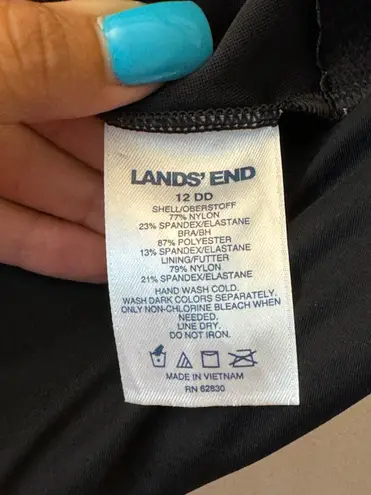 LANDS' END
12 DD
SHELL/OBERSTOFF
77% NYLON
23% SPANDEX/ELASTANE
BRA/BH
87% POLYESTER
13% SPANDEX/ELASTANE
LINING/FUTTER
79% NYLON
21% SPANDEX/ELASTANE
HAND WASH COLD.
WASH DARK COLORS SEPARATELY.
ONLY NON-CHLORINE BLEACH WHEN
NEEDED.
LINE DRY.
DO NOT IRON.
MADE IN VIETNAM
RN 62830